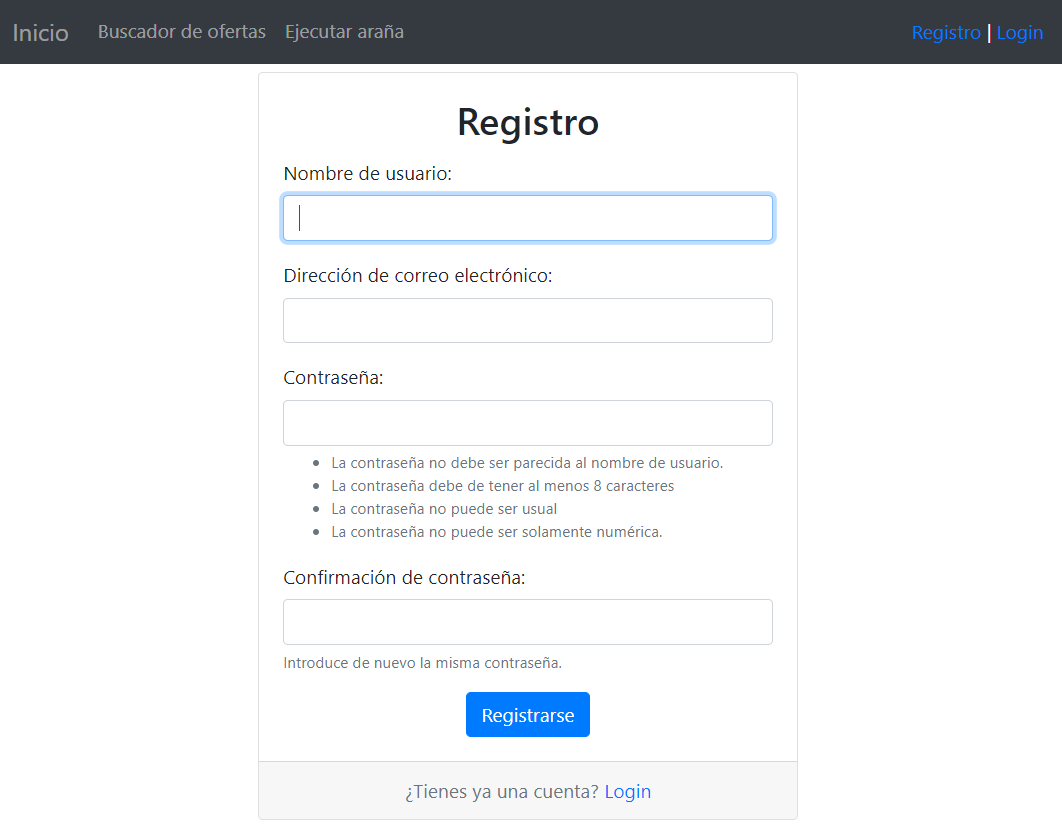 Inicio Buscador de ofertas Ejecutar araña Registro | Login
Registro
Nombre de usuario:
Dirección de correo electrónico:
Contraseña:
• La contraseña no debe ser parecida al nombre de usuario.
• La contraseña debe de tener al menos 8 caracteres
• La contraseña no puede ser usual
• La contraseña no puede ser solamente numérica.
Confirmación de contraseña:
Introduce de nuevo la misma contraseña.
Registrarse
¿Tienes ya una cuenta? Login